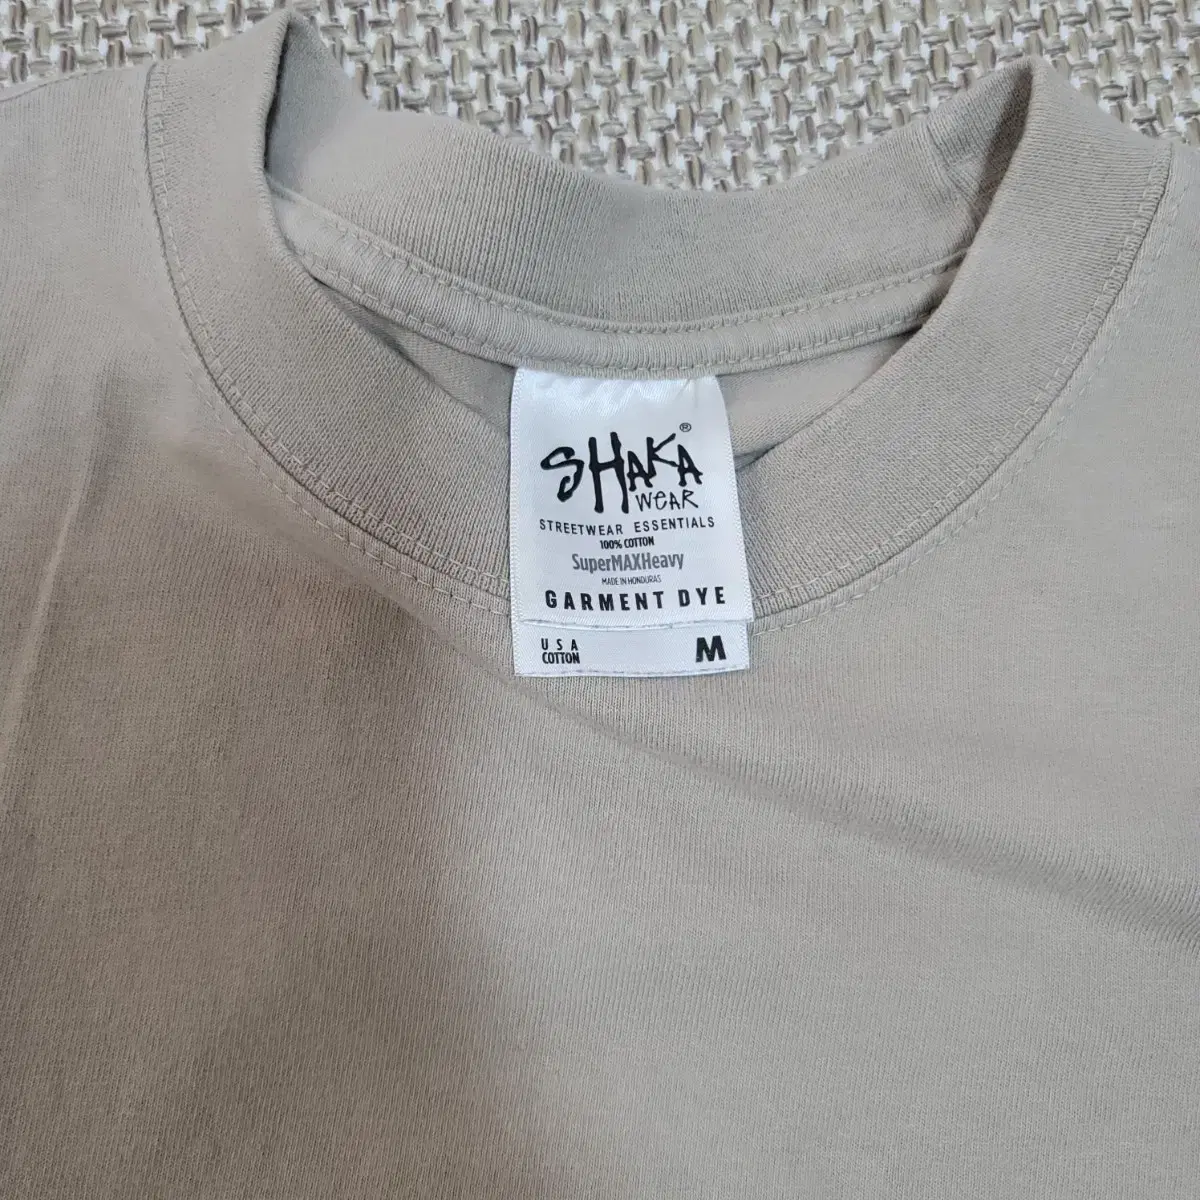 SHAKA ®
WEAR
STREETWEAR ESSENTIALS
100% COTTON
SuperMAXHeavy
MADE IN HONDURAS
GARMENT DYE
USA
COTTON
M